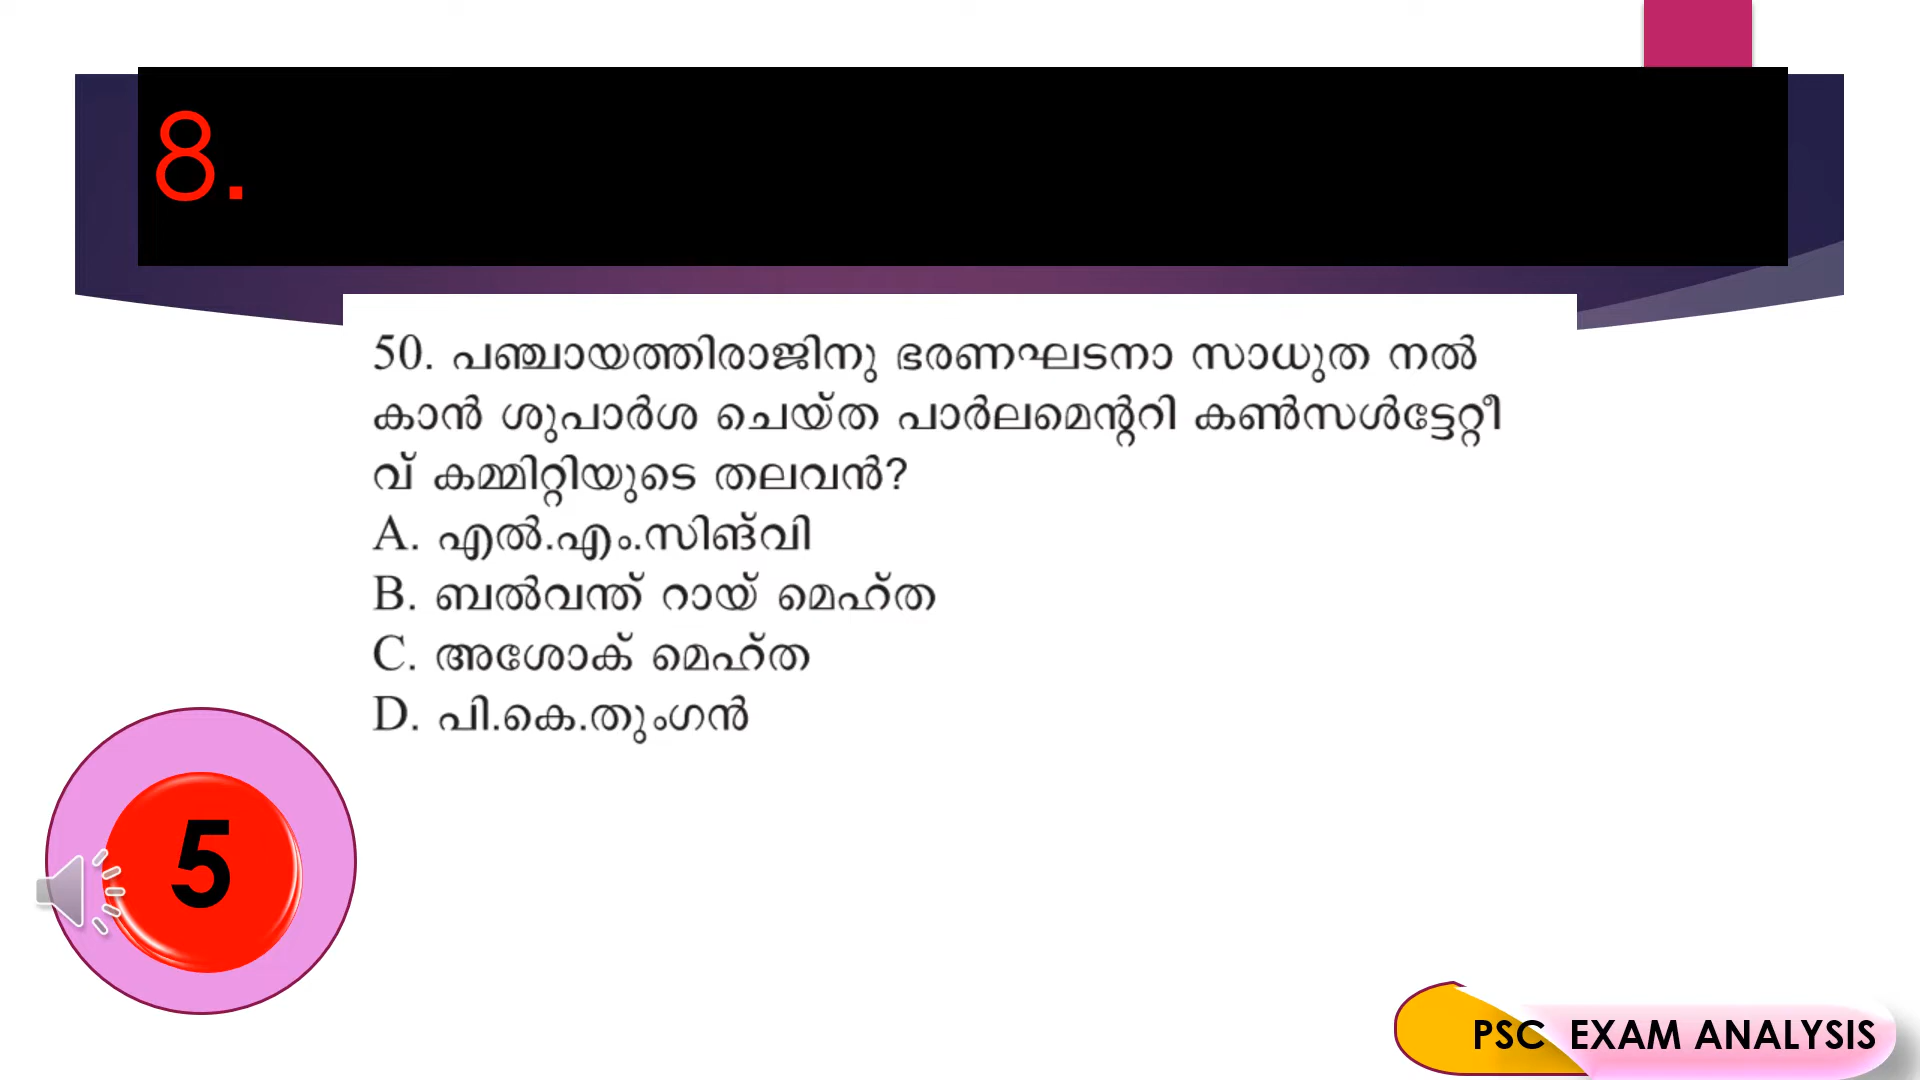 8.
50. പഞ്ചായത്തിരാജിനു ഭരണഘടനാ സാധുത നൽ
കാൻ ശുപാർശ ചെയ്ത പാർലമെന്ററി കൺസൾട്ടേറ്റീ
വ് കമ്മിറ്റിയുടെ തലവൻ?
A. എൽ.എം.സിങ്‌വി
B. ബൽവന്ത് റായ് മെഹ്ത
C. അശോക് മെഹ്ത
D. പി.കെ.തുംഗൻ
5
PSC EXAM ANALYSIS